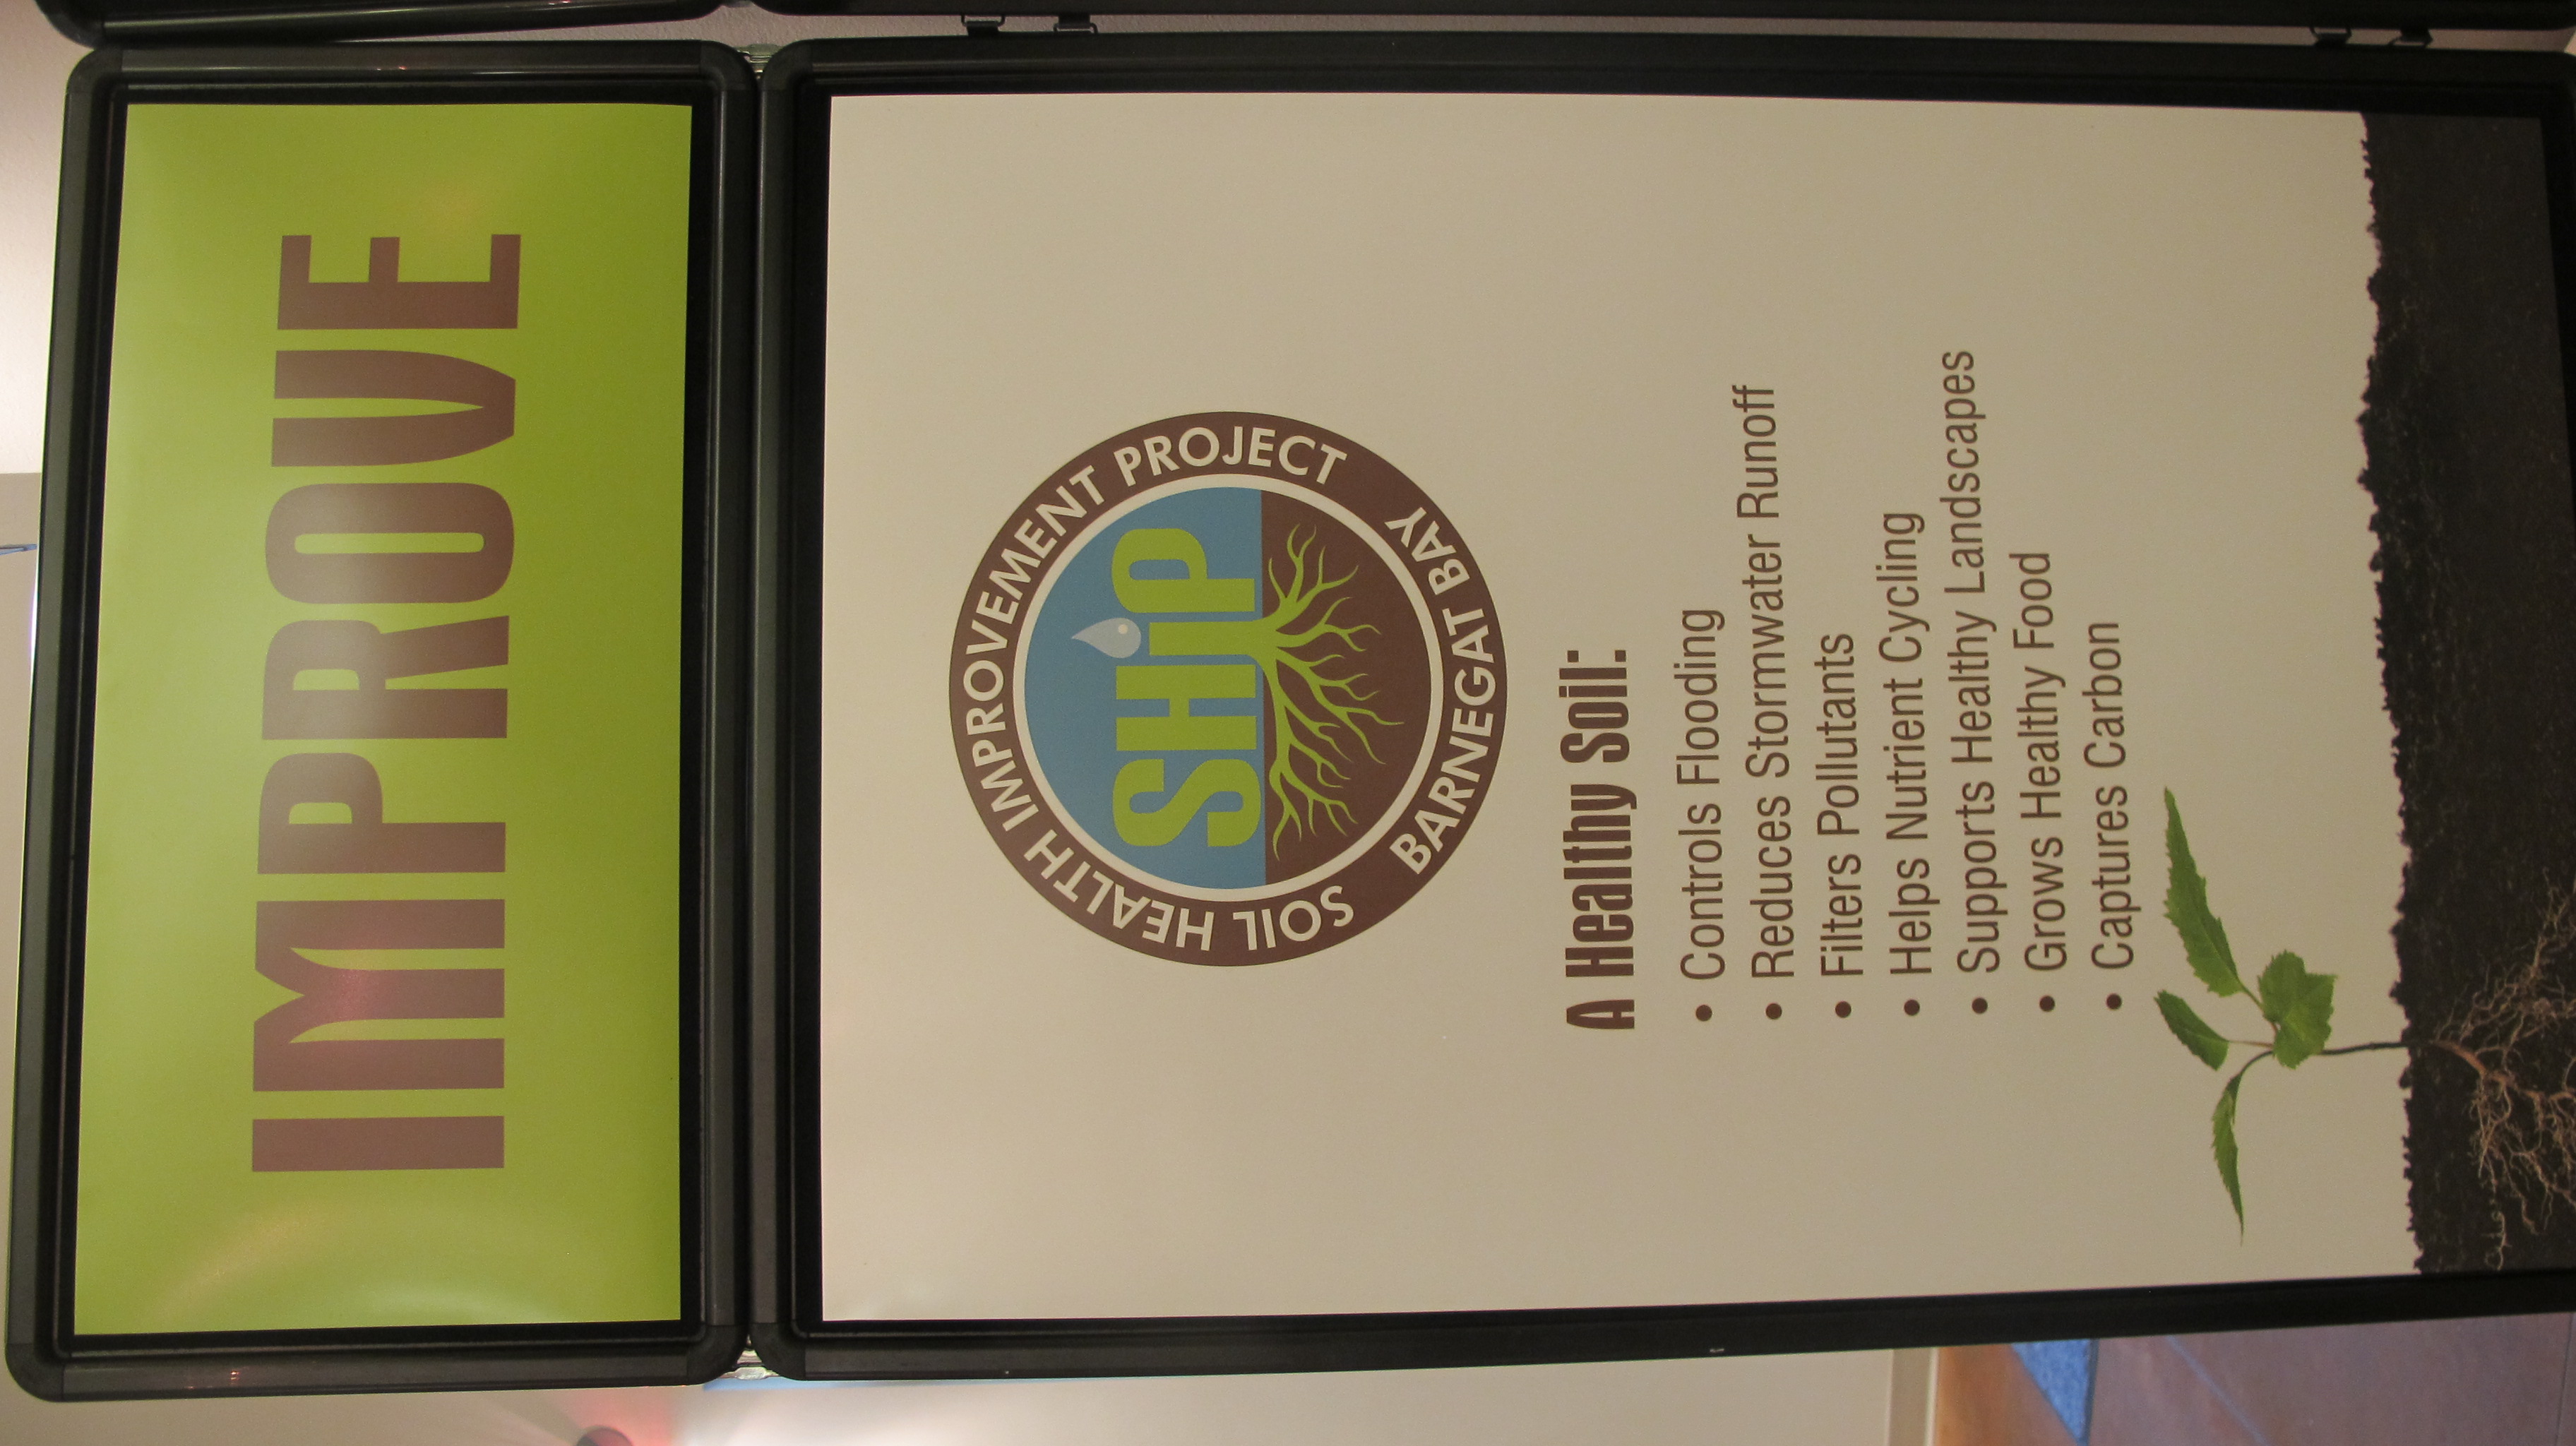 IMPROVE
SOIL HEALTH IMPROVEMENT PROJECT
SHIP
BARNEGAT BAY
A Healthy Soil:
• Controls Flooding
• Reduces Stormwater Runoff
• Filters Pollutants
• Helps Nutrient Cycling
• Supports Healthy Landscapes
• Grows Healthy Food
• Captures Carbon